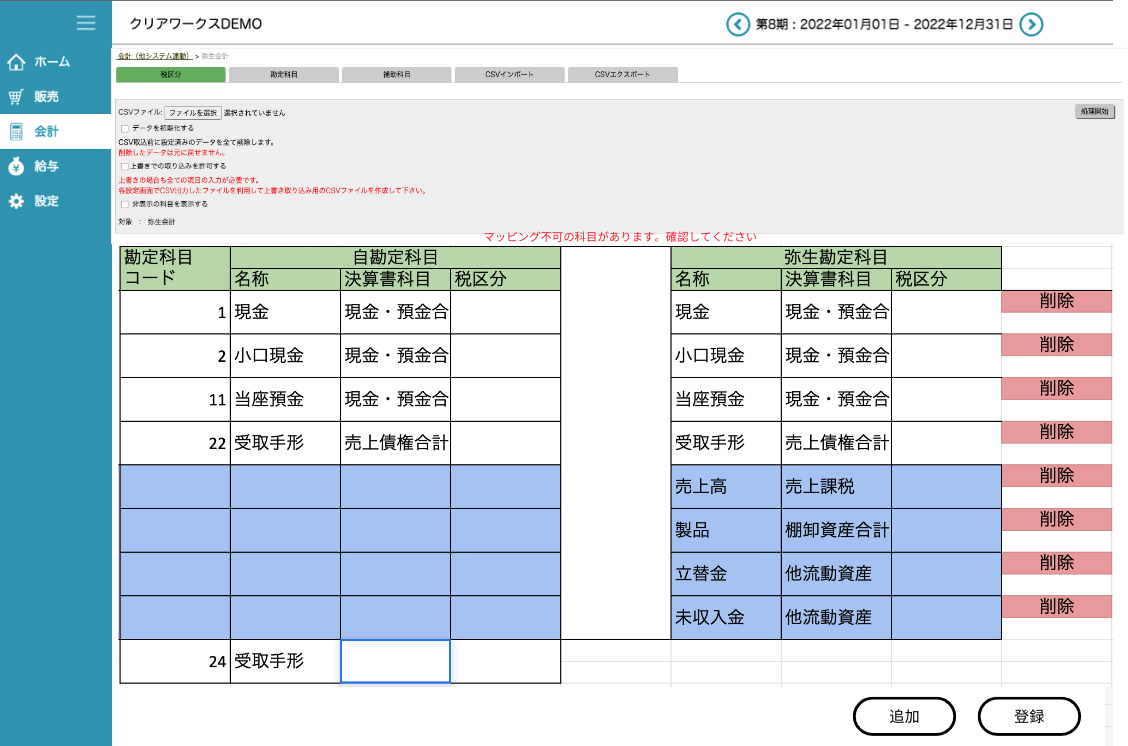 クリアワークスDEMO
第8期：2022年01月01日 - 2022年12月31日
ホーム
販売
会計
給与
設定
会計（他システム連動） > 弥生会計
税区分 勘定科目 補助科目 CSVインポート CSVエクスポート
CSVファイル: ファイルを選択 選択されていません 処理開始
データを初期化する
CSV取込前に設定済みのデータを全て削除します。
削除したデータは元に戻せません。
上書きでの取り込みを許可する
上書きの場合も全ての項目の入力が必要です。
各設定画面でCSV出力したファイルを利用して上書き取り込み用のCSVファイルを作成して下さい。
非表示の科目を表示する
対象 ： 弥生会計
マッピング不可の科目があります。確認してください
勘定科目コード 自勘定科目 弥生勘定科目
名称 決算書科目 税区分 名称 決算書科目 税区分
1 現金 現金・預金合 現金 現金・預金合 削除
2 小口現金 現金・預金合 小口現金 現金・預金合 削除
11 当座預金 現金・預金合 当座預金 現金・預金合 削除
22 受取手形 売上債権合計 受取手形 売上債権合計 削除
売上高 売上課税 削除
製品 棚卸資産合計 削除
立替金 他流動資産 削除
未収入金 他流動資産 削除
24 受取手形
追加 登録